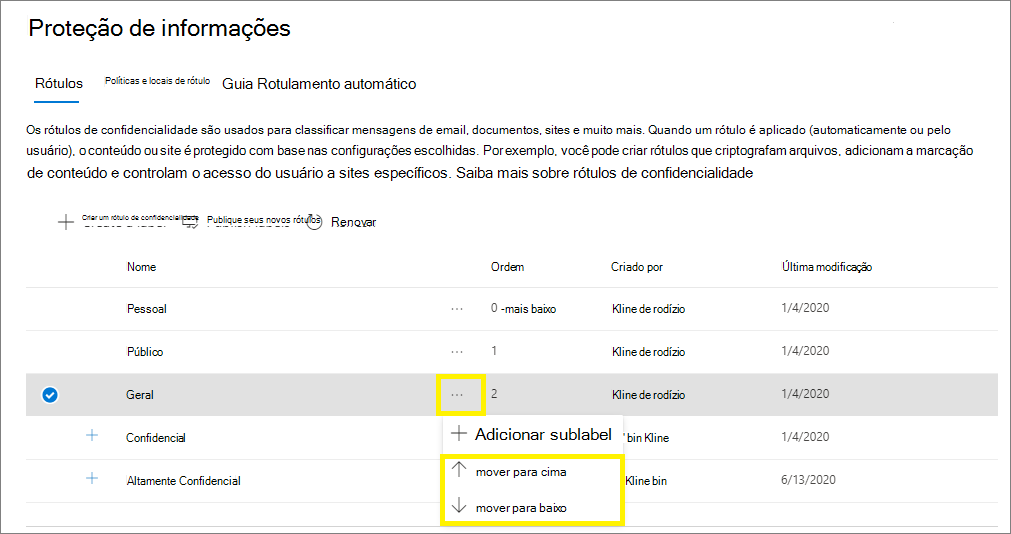 Proteção de informações
Rótulos Políticas e locais de rótulo Guia Rotulamento automático
Os rótulos de confidencialidade são usados para classificar mensagens de email, documentos, sites e muito mais. Quando um rótulo é aplicado (automaticamente ou pelo
usuário), o conteúdo ou site é protegido com base nas configurações escolhidas. Por exemplo, você pode criar rótulos que criptografam arquivos, adicionam a marcação
de conteúdo e controlam o acesso do usuário a sites específicos. Saiba mais sobre rótulos de confidencialidade
Criar um rótulo de confidencialidade Publique seus novos rótulos Renovar
Nome Ordem Criado por Última modificação
Pessoal ... 0 -mais baixo Kline de rodízio 1/4/2020
Público ... 1 Kline de rodízio 1/4/2020
Geral ... 2 Kline de rodízio 1/4/2020
Adicionar sublabel
Confidencial bin Kline 1/4/2020
mover para cima
Altamente Confidencial Kline bin 6/13/2020
mover para baixo